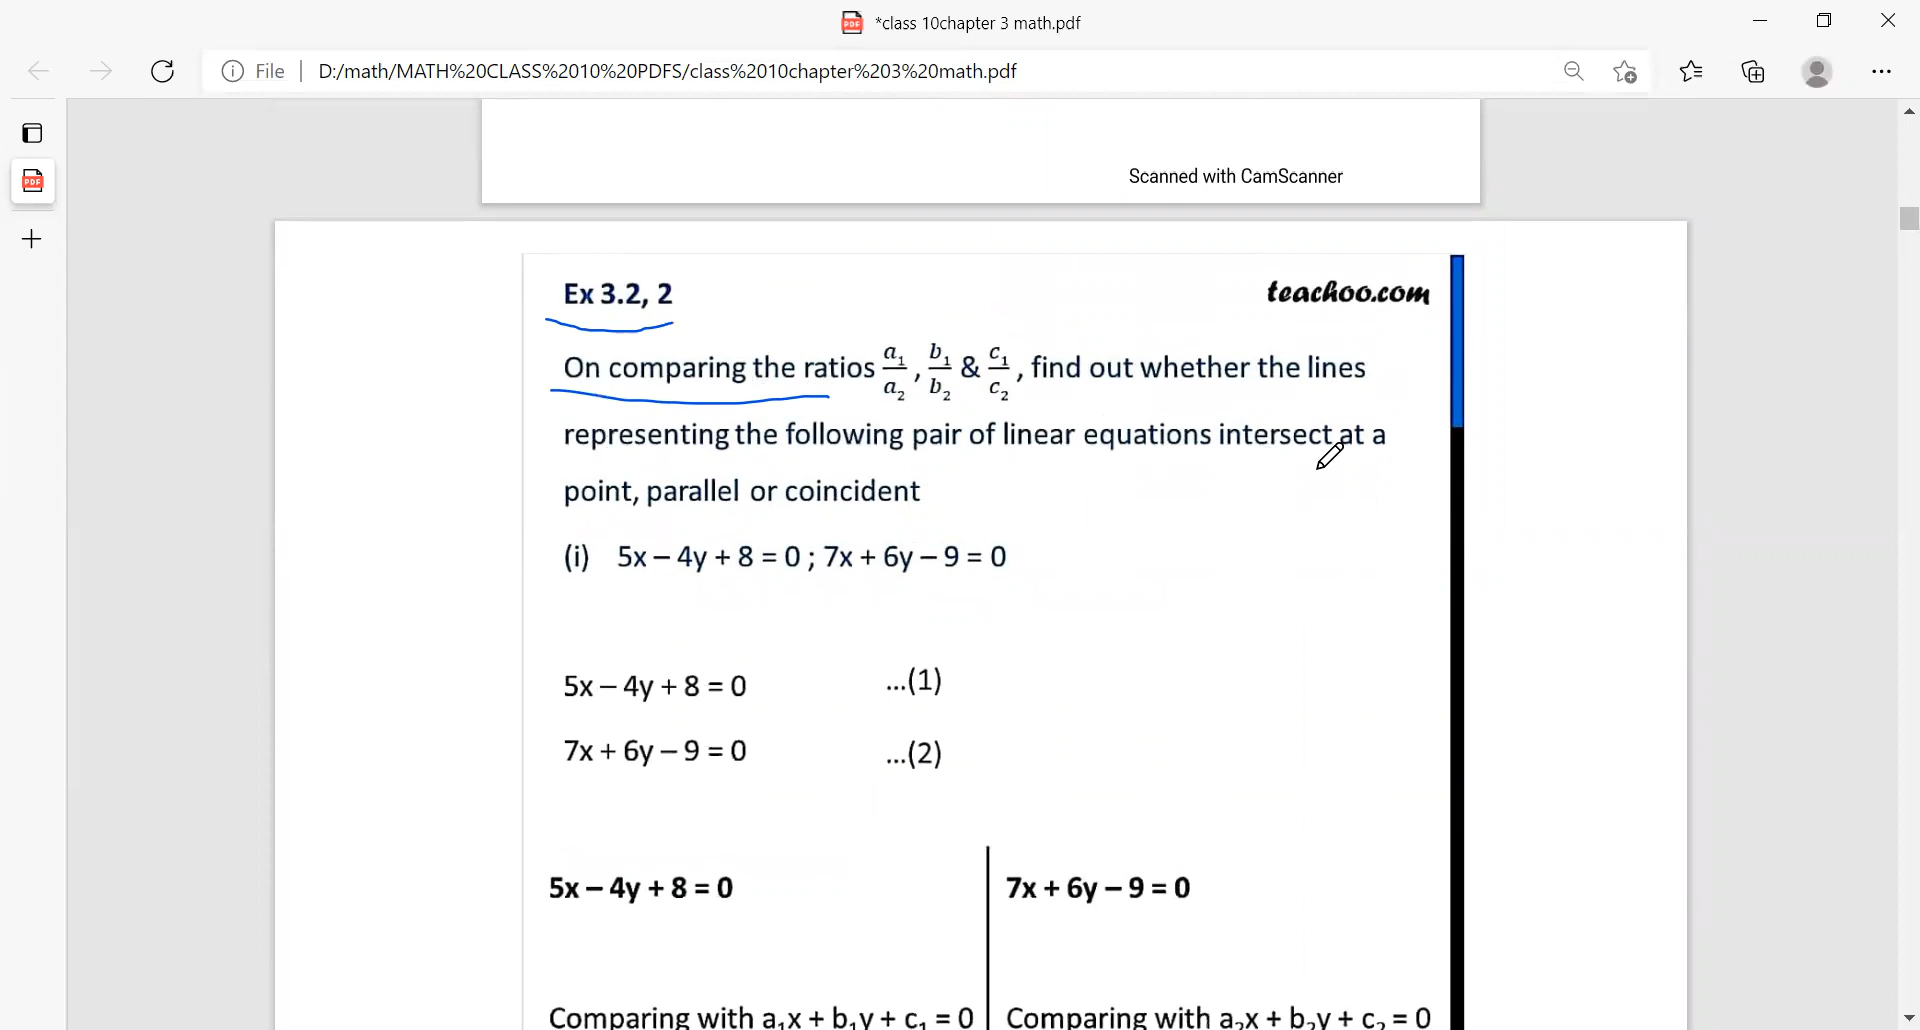 *class 10chapter 3 math.pdf
File | D:/math/MATH%20CLASS%2010%20PDFS/class%2010chapter%203%20math.pdf
Scanned with CamScanner
Ex 3.2, 2
teachoo.com
On comparing the ratios a₁/a₂ , b₁/b₂ & c₁/c₂ , find out whether the lines
representing the following pair of linear equations intersect at a
point, parallel or coincident
(i) 5x – 4y + 8 = 0 ; 7x + 6y – 9 = 0
5x – 4y + 8 = 0 ...(1)
7x + 6y – 9 = 0 ...(2)
5x – 4y + 8 = 0
7x + 6y – 9 = 0
Comparing with a₁x + b₁y + c₁ = 0
Comparing with a₂x + b₂y + c₂ = 0